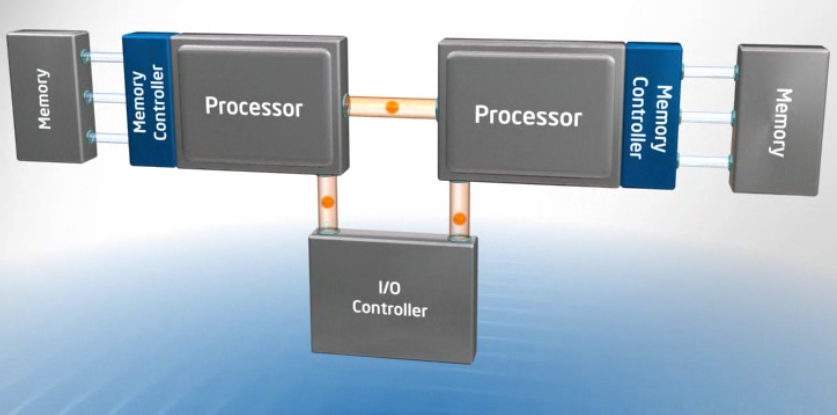 Memory
Memory
Controller
Processor
Processor
Memory
Controller
Memory
I/O
Controller